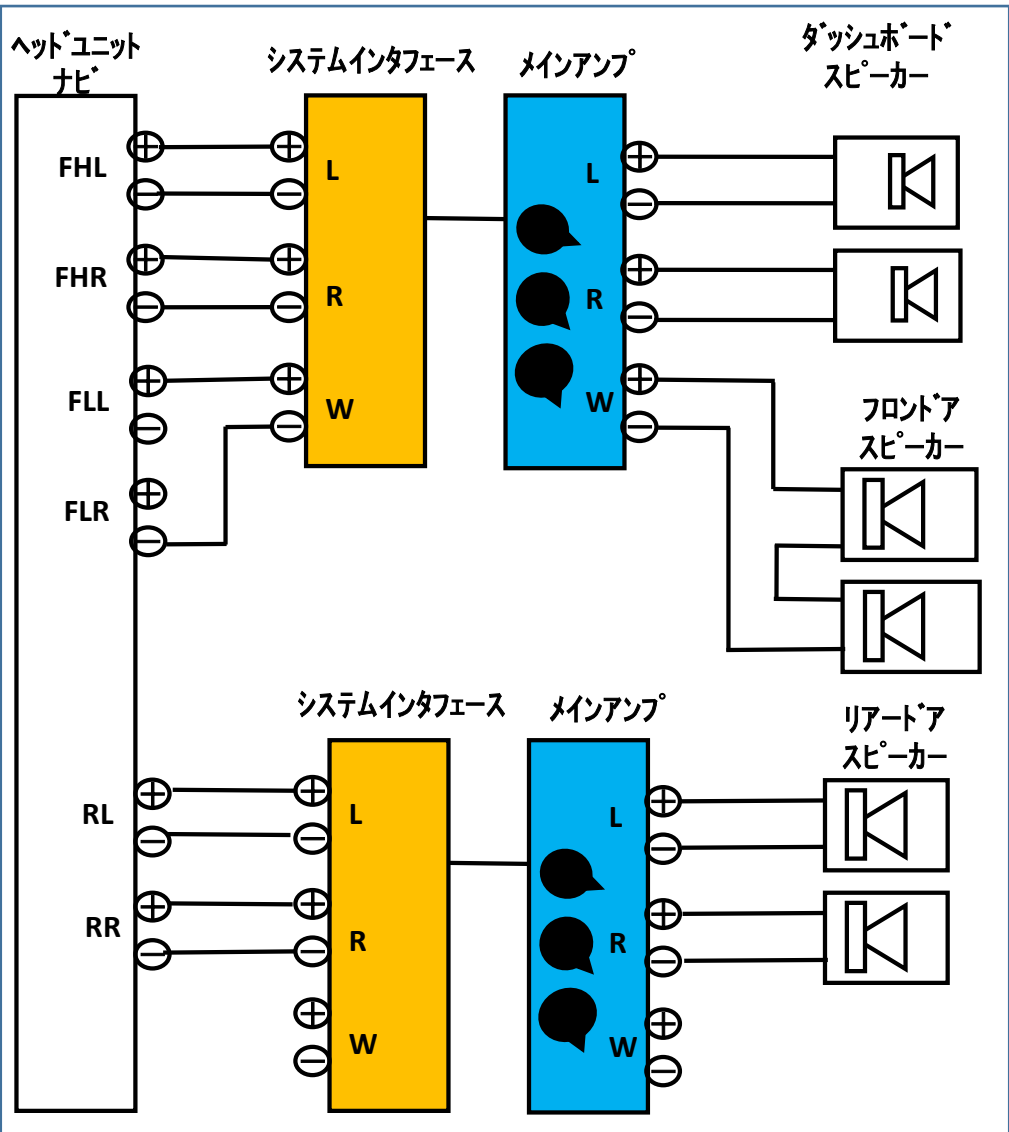 ヘッドユニット
ナビ
システムインタフェース
メインアンプ
ダッシュボード
スピーカー
FHL
FHR
FLL
FLR
L
R
W
L
R
W
フロンドア
スピーカー
システムインタフェース
メインアンプ
リアードア
スピーカー
RL
RR
L
R
W
L
R
W